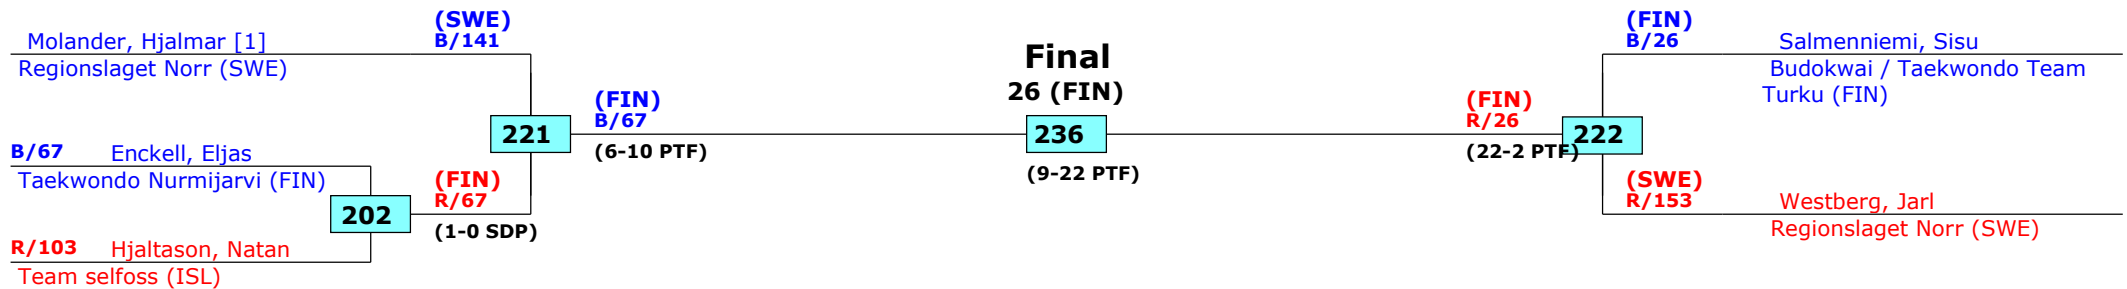 (SWE)
B/141
Molander, Hjalmar [1]
Regionslaget Norr (SWE)
B/67 Enckell, Eljas
Taekwondo Nurmijarvi (FIN)
R/103 Hjaltason, Natan
Team selfoss (ISL)
202
(FIN)
R/67
(1-0 SDP)
221
(FIN)
B/67
(6-10 PTF)
Final
26 (FIN)
236
(9-22 PTF)
(FIN)
R/26
(22-2 PTF)
222
(FIN)
B/26
Salmenniemi, Sisu
Budokwai / Taekwondo Team
Turku (FIN)
(SWE)
R/153
Westberg, Jarl
Regionslaget Norr (SWE)